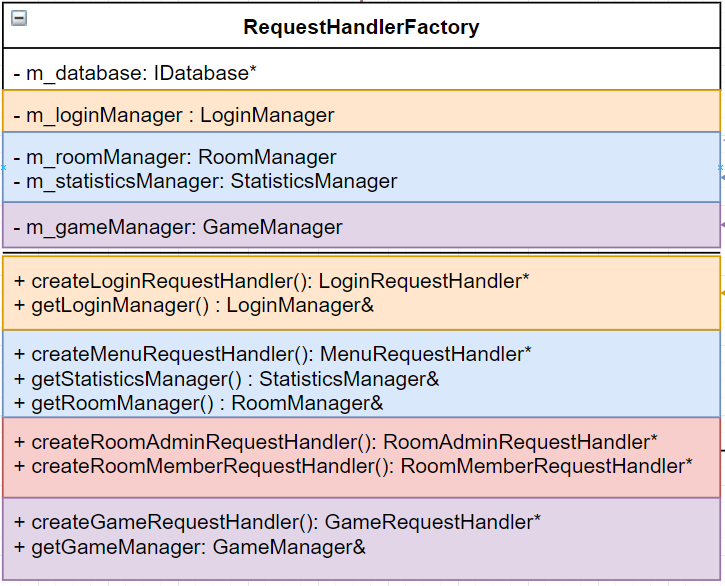 RequestHandlerFactory
- m_database: IDatabase*
- m_loginManager : LoginManager
- m_roomManager: RoomManager
- m_statisticsManager: StatisticsManager
- m_gameManager: GameManager
+ createLoginRequestHandler(): LoginRequestHandler*
+ getLoginManager() : LoginManager&
+ createMenuRequestHandler(): MenuRequestHandler*
+ getStatisticsManager() : StatisticsManager&
+ getRoomManager() : RoomManager&
+ createRoomAdminRequestHandler(): RoomAdminRequestHandler*
+ createRoomMemberRequestHandler(): RoomMemberRequestHandler*
+ createGameRequestHandler(): GameRequestHandler*
+ getGameManager: GameManager&